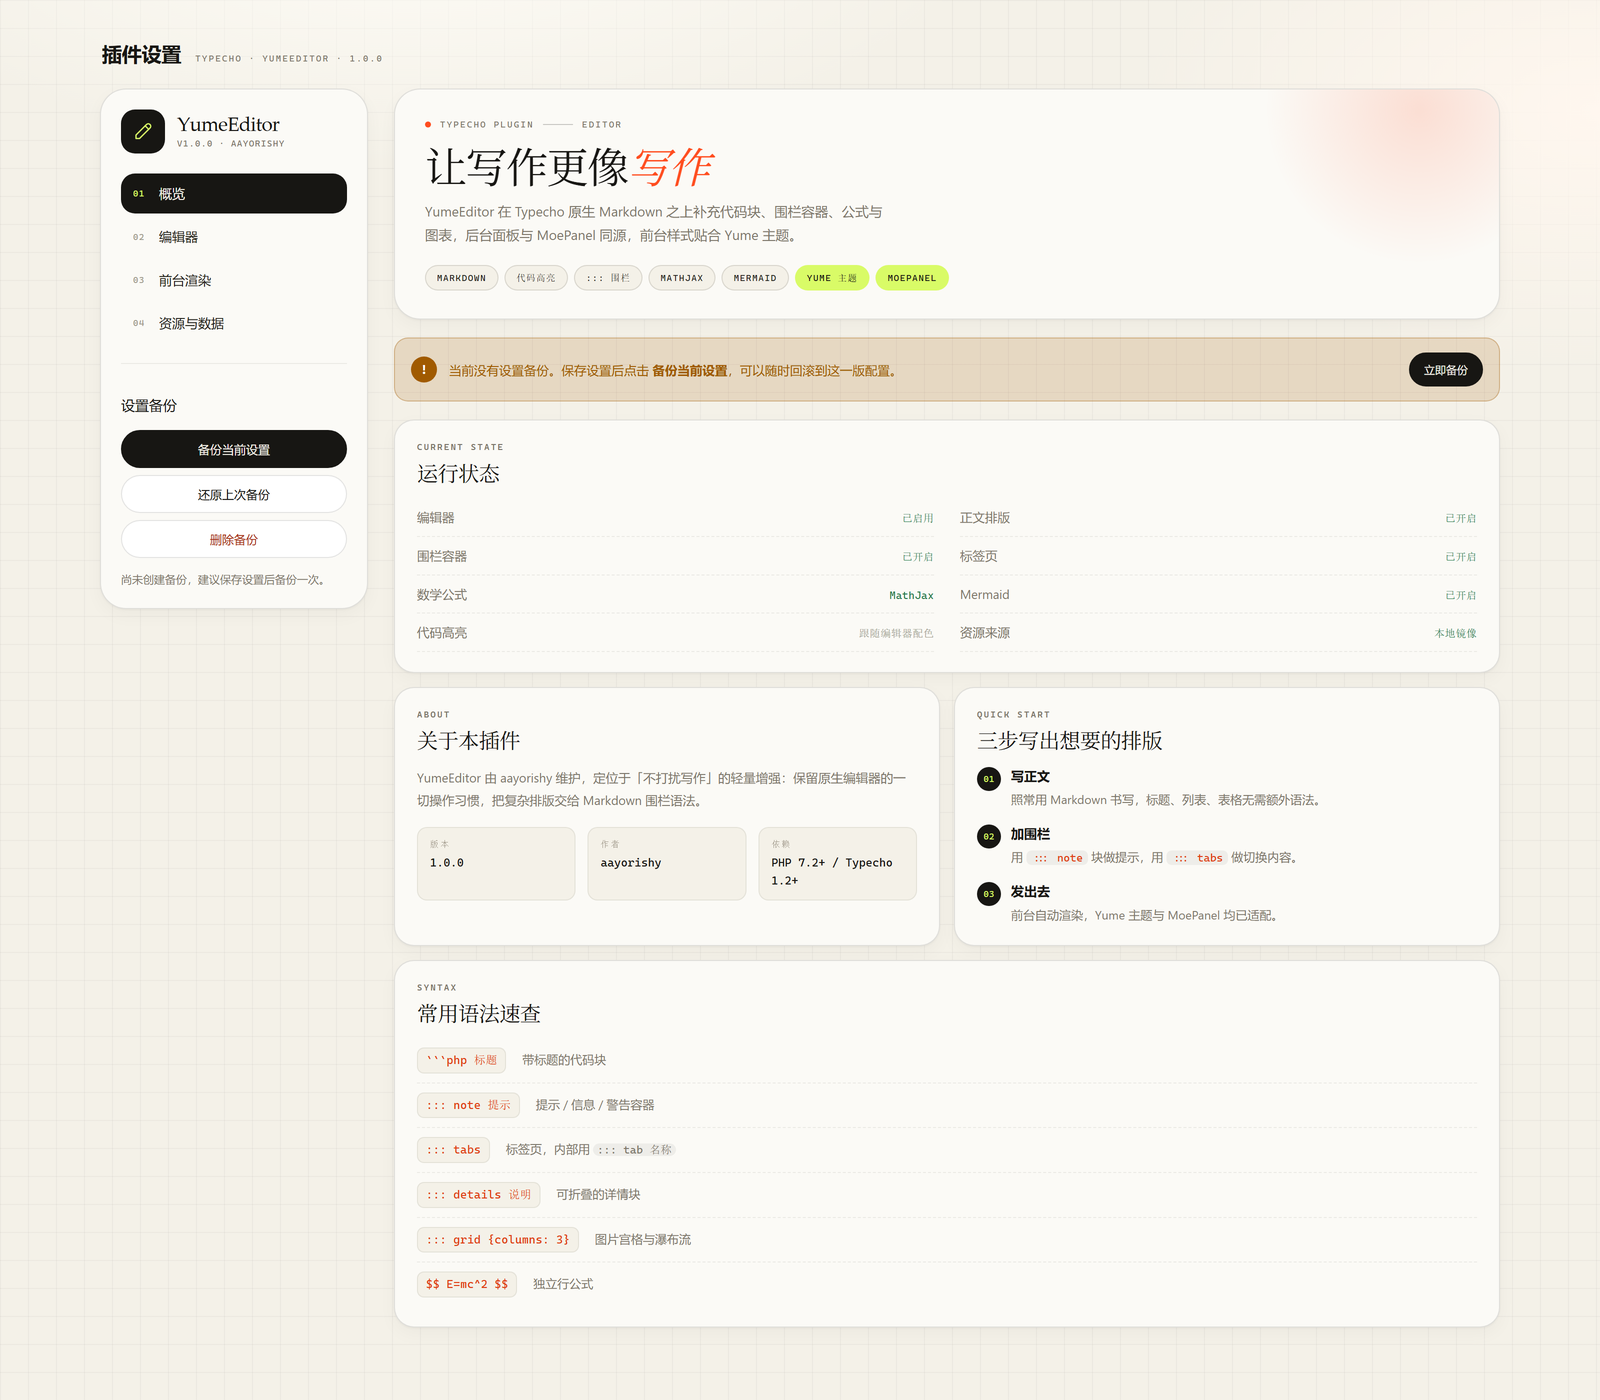 插件设置
TYPECHO · YUMEEDITOR · 1.0.0
YumeEditor
V1.0.0 · AAYORISHY
01 概览
02 编辑器
03 前台渲染
04 资源与数据
设置备份
备份当前设置
还原上次备份
删除备份
尚未创建备份，建议保存设置后备份一次。
TYPECHO PLUGIN EDITOR
让写作更像写作
YumeEditor 在 Typecho 原生 Markdown 之上补充代码块、围栏容器、公式与
图表，后台面板与 MoePanel 同源，前台样式贴合 Yume 主题。
MARKDOWN 代码高亮 ::: 围栏 MATHJAX MERMAID YUME 主题 MOEPANEL
! 当前没有设置备份。保存设置后点击 备份当前设置，可以随时回滚到这一版配置。 立即备份
CURRENT STATE
运行状态
编辑器 已启用 正文排版 已开启
围栏容器 已开启 标签页 已开启
数学公式 MathJax Mermaid 已开启
代码高亮 跟随编辑器配色 资源来源 本地镜像
ABOUT
关于本插件
YumeEditor 由 aayorishy 维护，定位于「不打扰写作」的轻量增强：保留原生编辑器的一
切操作习惯，把复杂排版交给 Markdown 围栏语法。
版本
1.0.0
作者
aayorishy
依赖
PHP 7.2+ / Typecho
1.2+
QUICK START
三步写出想要的排版
01 写正文
照常用 Markdown 书写，标题、列表、表格无需额外语法。
02 加围栏
用 ::: note 块做提示，用 ::: tabs 做切换内容。
03 发出去
前台自动渲染，Yume 主题与 MoePanel 均已适配。
SYNTAX
常用语法速查
```php 标题 带标题的代码块
::: note 提示 提示 / 信息 / 警告容器
::: tabs 标签页，内部用 ::: tab 名称
::: details 说明 可折叠的详情块
::: grid {columns: 3} 图片宫格与瀑布流
$$ E=mc^2 $$ 独立行公式